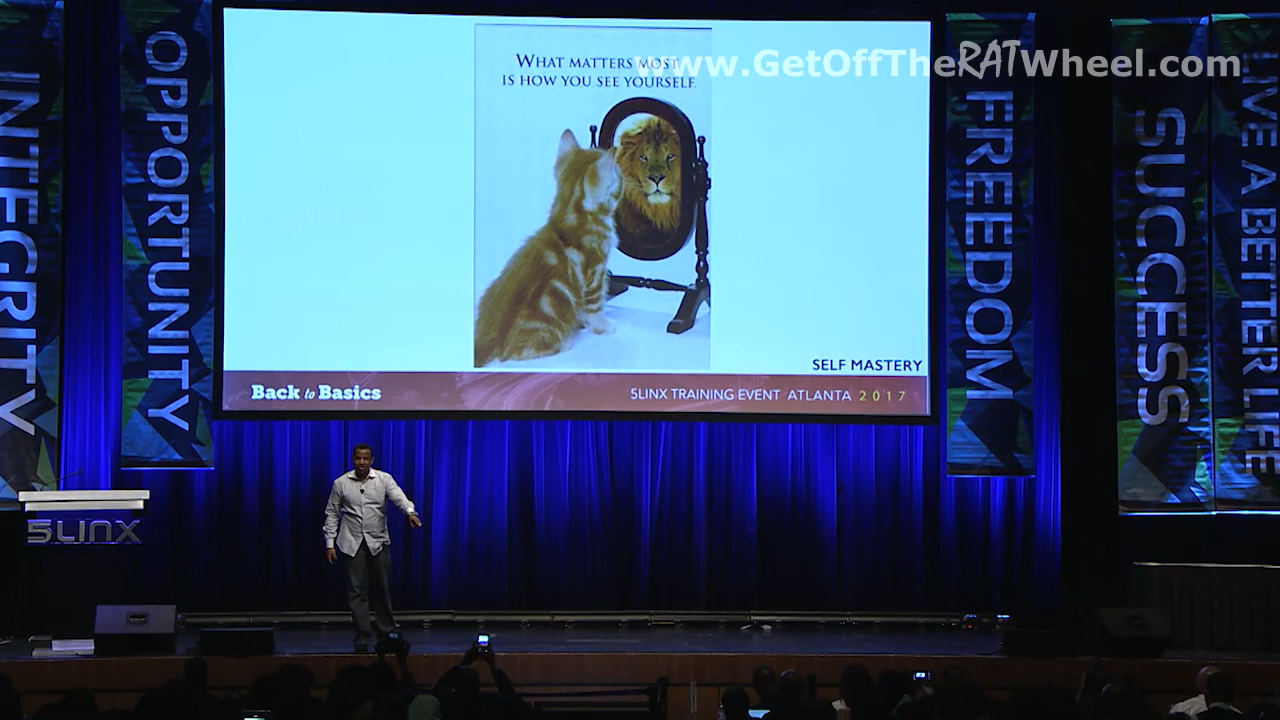 www.GetOffTheRATWheel.com
WHAT MATTERS MOST
IS HOW YOU SEE YOURSELF.
SELF MASTERY
Back to Basics
5LINX TRAINING EVENT ATLANTA 2017
INTEGRITY
OPPORTUNITY
FREEDOM
SUCCESS
LIVE A BETTER LIFE
5LINX